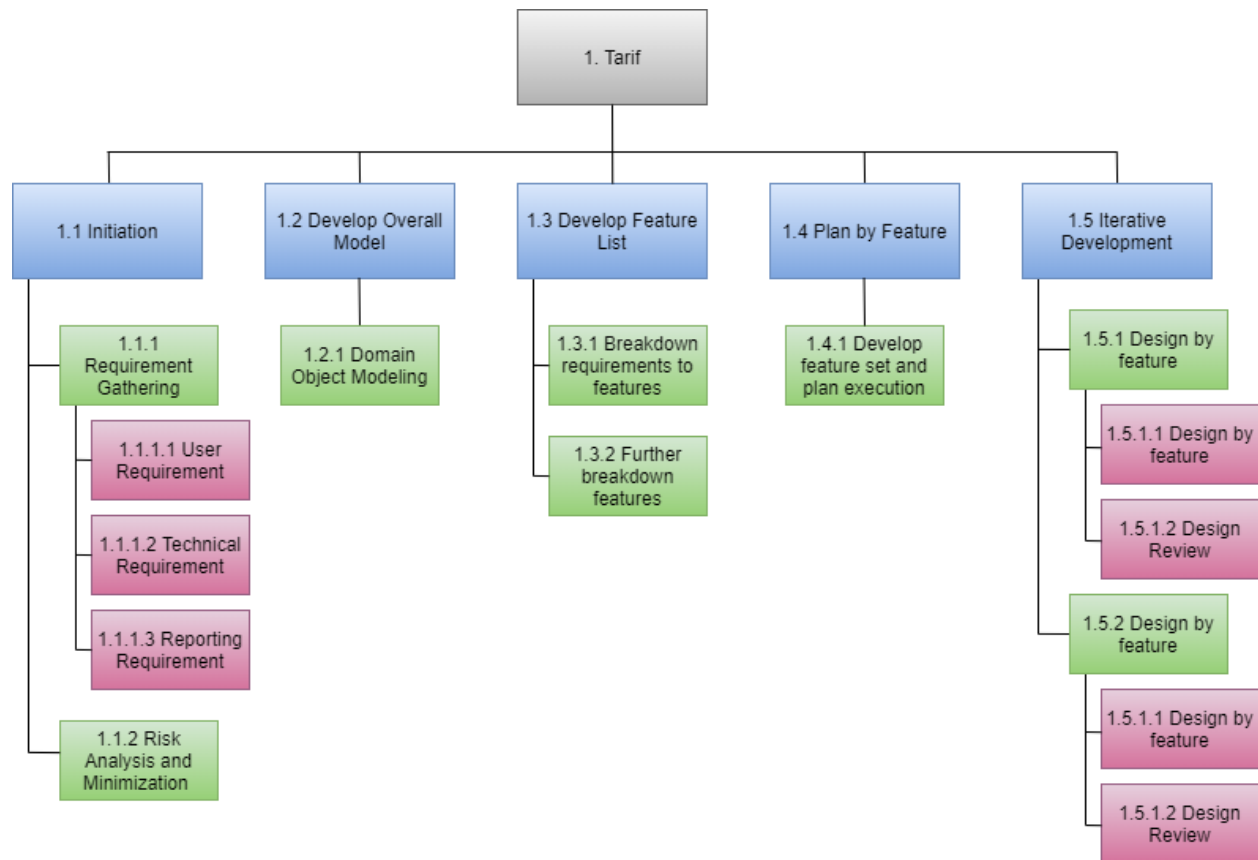 1. Tarif
1.1 Initiation
1.2 Develop Overall
Model
1.3 Develop Feature
List
1.4 Plan by Feature
1.5 Iterative
Development
1.1.1
Requirement
Gathering
1.1.1.1 User
Requirement
1.1.1.2 Technical
Requirement
1.1.1.3 Reporting
Requirement
1.1.2 Risk
Analysis and
Minimization
1.2.1 Domain
Object Modeling
1.3.1 Breakdown
requirements to
features
1.3.2 Further
breakdown
features
1.4.1 Develop
feature set and
plan execution
1.5.1 Design by
feature
1.5.1.1 Design by
feature
1.5.1.2 Design
Review
1.5.2 Design by
feature
1.5.1.1 Design by
feature
1.5.1.2 Design
Review